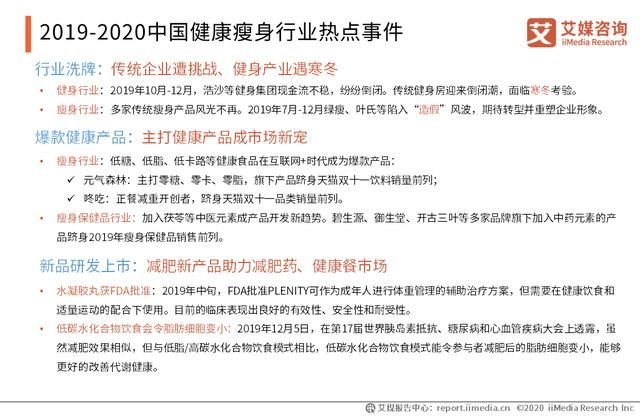 2019-2020中国健康瘦身行业热点事件
艾媒咨询
iiMedia Research
行业洗牌：传统企业遭挑战、健身产业遇寒冬
• 健身行业：2019年10月-12月，浩沙等健身集团现金流不稳，纷纷倒闭。传统健身房迎来倒闭潮，面临寒冬考验。
• 瘦身行业：多家传统瘦身产品风光不再。2019年7月-12月绿瘦、叶氏等陷入“造假”风波，期待转型并重塑企业形象。
爆款健康产品：主打健康产品成市场新宠
• 瘦身行业：低糖、低脂、低卡路等健康食品在互联网+时代成为爆款产品：
✓ 元气森林：主打零糖、零卡、零脂，旗下产品跻身天猫双十一饮料销量前列；
✓ 咚吃：正餐减重开创者，跻身天猫双十一品类销量前列。
• 瘦身保健品行业：加入茯苓等中医元素成产品开发新趋势。碧生源、御生堂、开古三叶等多家品牌旗下加入中药元素的产
品跻身2019年瘦身保健品销售前列。
新品研发上市：减肥新产品助力减肥药、健康餐市场
• 水凝胶丸获FDA批准：2019年中旬，FDA批准PLENITY可作为成年人进行体重管理的辅助治疗方案，但需要在健康饮食和
适量运动的配合下使用。目前的临床表现出良好的有效性、安全性和耐受性。
• 低碳水化合物饮食会令脂肪细胞变小：2019年12月5日，在第17届世界胰岛素抵抗、糖尿病和心血管疾病大会上透露，虽
然减肥效果相似，但与低脂/高碳水化合物饮食模式相比，低碳水化合物饮食模式能令参与者减肥后的脂肪细胞变小，能够
更好的改善代谢健康。
艾媒报告中心：report.iimedia.cn ©2020 iiMedia Research Inc